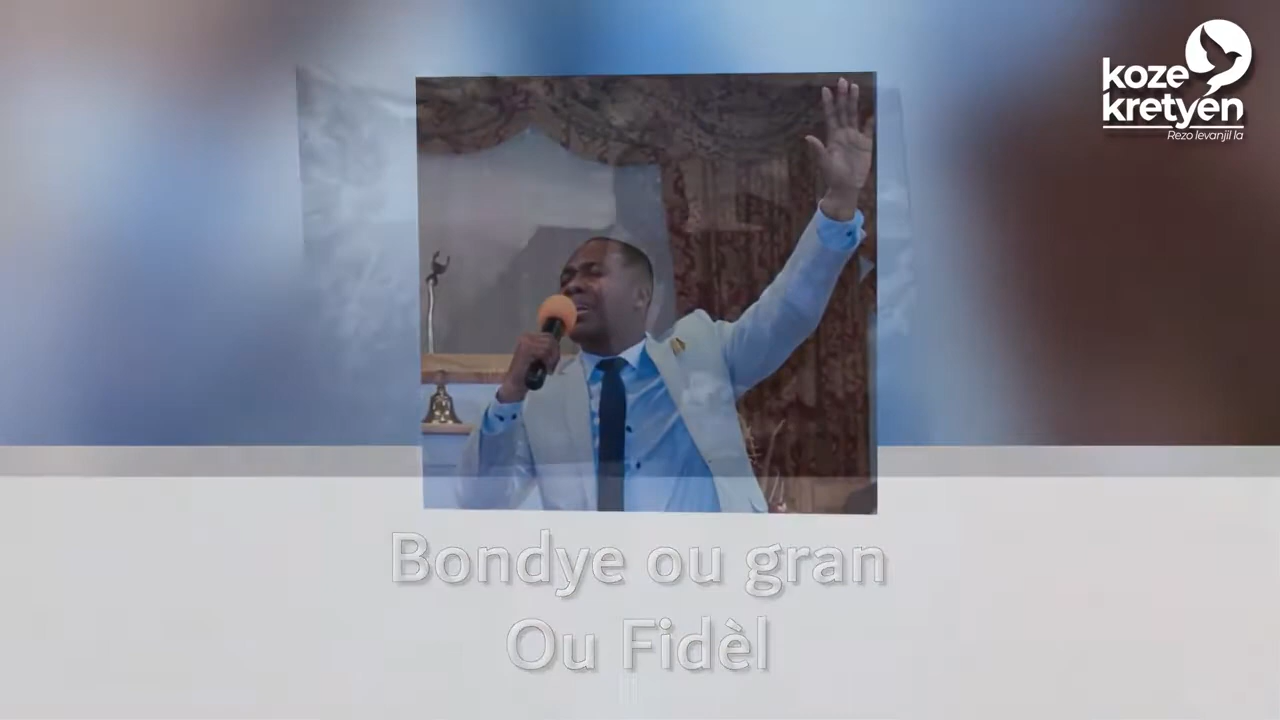 koze
kretyen
Rezo levanjil la
Bondye ou gran
Ou Fidèl